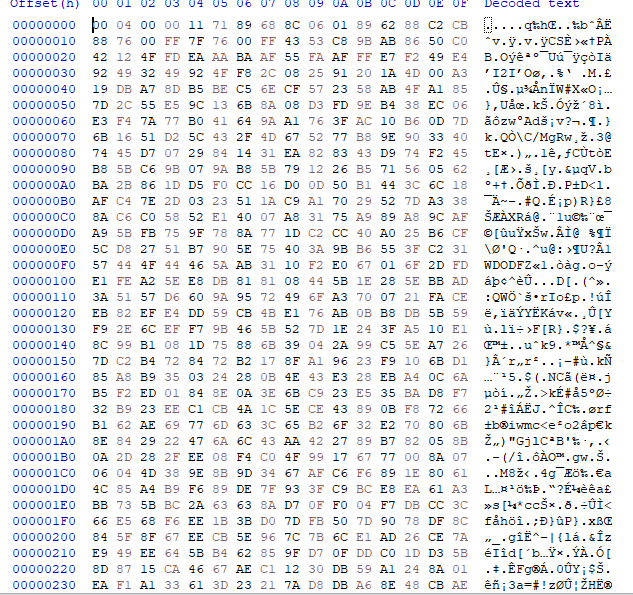 Offset(h) 00 01 02 03 04 05 06 07 08 09 0A 0B 0C 0D 0E 0F Decoded text
00000000 00 04 00 00 11 71 89 68 8C 06 01 89 62 88 C2 CB .....q‰hŒ..‰bˆÂË
00000010 88 76 00 FF 7F 76 00 FF 43 53 C8 9B AB 86 50 C0 ˆv.ÿ.v.ÿCSÈ›«†PÀ
00000020 42 12 4F FD EA AA BA AF 55 FA FF E7 F2 49 E4 B.Oýêªº¯UúÿçòIä
00000030 92 49 32 49 92 4F F8 2C 08 25 91 20 1A 4D 00 A3 ’I2I’Oø,.%‘ .M.£
00000040 19 DB A7 8D B5 BE C5 6E CF 57 23 58 AB 4F A1 85 .Û§.µ¾ÅnÏW#X«O¡…
00000050 7D 2C 55 E5 9C 13 6B 8A 08 D3 FD 9E B4 38 EC 06 },Uåœ.kŠ.Óýž´8ì.
00000060 E3 F4 7A 77 B0 41 64 9A A1 76 3F AC 10 B6 0D 7D ãôzw°Adš¡v?¬.¶.}
00000070 6B 16 51 D2 5C 43 2F 4D 67 52 77 B8 9E 90 33 40 k.QÒ\C/MgRw¸ž.3@
00000080 74 45 D7 07 29 84 14 31 EA 82 83 43 D9 74 F2 45 tE×.)„.1ê‚ƒCÙtòE
00000090 B8 5B C6 9B 07 9A B8 5B 79 12 26 B5 71 56 05 62 ¸[Æ›.š¸[y.&µqV.b
000000A0 BA 2B 86 1D D5 F0 CC 16 D0 0D 50 B1 44 3C 6C 18 º+†.ÕðÌ.Ð.P±D<l.
000000B0 AF C4 7E 2D 03 23 51 1A C9 A1 70 29 52 7D A3 38 ¯Ä~-.#Q.É¡p)R}£8
000000C0 8A C6 C0 58 52 E1 40 07 A8 31 75 A9 89 A8 9C AF ŠÆÀXRá@.¨1u©‰¨œ¯
000000D0 A9 5B FB 75 9F 78 8A 77 1D C2 CC 40 A0 25 B6 CF ©[ûuŸxŠw.ÂÌ@ %¶Ï
000000E0 5C D8 27 51 B7 90 5E 75 40 3A 9B B6 55 3F C2 31 \Ø'Q·.^u@:›¶U?Â1
000000F0 57 44 4F 44 46 5A AB 31 10 F2 E0 67 01 6F 2D FD WDODFZ«1.òàg.o-ý
00000100 E1 FE A2 5E E8 DB 81 81 08 44 5B 1E 28 5E BB AD áþ¢^èÛ...D[.(^».
00000110 3A 51 57 D6 60 9A 95 72 49 6F A3 70 07 21 FA CE :QWÖ`š•rIo£p.!úÎ
00000120 EB 82 EF E4 DD 59 CB 4B E1 76 AB 0B B8 DB 5B 59 ë‚ïäÝYËKáv«.¸Û[Y
00000130 F9 2E 6C EF F7 9B 46 5B 52 7D 1E 24 3F A5 10 E1 ù.lï÷›F[R}.$?¥.á
00000140 8C 99 B1 08 1D 75 88 6B 39 04 2A 99 C5 5E A7 26 Œ™±..uˆk9.*™Å^§&
00000150 7D C2 B4 72 84 72 B2 17 8F A1 96 23 F9 10 6B D1 }Â´r„r²..¡–#ù.kÑ
00000160 85 A8 B9 35 03 24 28 0B 4E 43 E3 28 EB A4 0C 6A …¨¹5.$(.NCã(ë¤.j
00000170 B5 F2 ED 01 84 8E 0A 3E 6B C9 23 E5 35 BA D8 F7
00000180 32 B9 23 EE C1 CB 4A 1C 5E CE 43 89 0B F8 72 66 2¹#îÁËJ.^ÎC‰.ørf
00000190 B1 62 AE 69 77 6D 63 3C 65 B2 6F 32 E2 70 80 6B ±b®iwmc<e²o2âp€k
000001A0 8E 84 29 22 47 6A 6C 43 AA 42 27 89 B7 82 05 8B
000001B0 0A 2D 28 2F EE 08 F4 C0 4F 99 17 67 77 00 8A 07
000001C0 06 04 4D 38 9E 8B 9D 34 67 AF C6 F6 89 1E 80 61 ..M8ž‹.4g¯Æö‰.€a
000001D0 4C 85 A4 B9 F6 89 DE 7F 93 3F C9 BC E8 EA 61 A3
000001E0 BB 73 5B BC 2A 63 63 8A D7 0F F0 04 F7 DB CC 3C
000001F0 66 E5 68 F6 EE 1B 3B D0 7D FB 50 7D 90 78 DF 8C fåhöî.;Ð}ûP}.xßŒ
00000200 84 5F 8F 67 EE CB 5E 96 7C 7B 6C E1 AD 26 CE 7A
00000210 E9 49 EE 64 5B B4 62 85 9F D7 0F DD C0 1D D3 5B éIîd[´b…Ÿ×.ÝÀ.Ó[
00000220 8D 87 15 CA 46 67 AE C1 12 30 DB 59 A1 24 8A 01
00000230 EA F1 A1 33 61 3D 23 21 7A D8 DB A6 8E 48 CB AE êñ¡3a=#!zØÛ¦ŽHË®